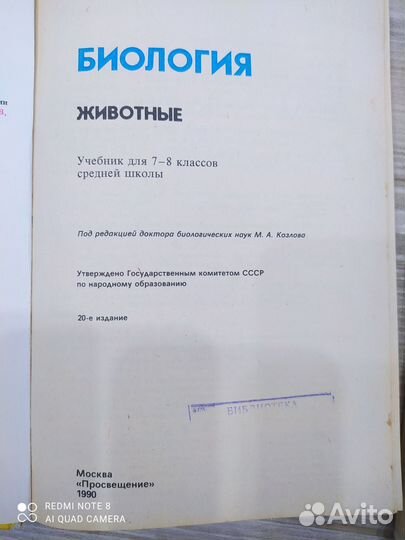 БИОЛОГИЯ
ЖИВОТНЫЕ
Учебник для 7–8 классов
средней школы
Под редакцией доктора биологических наук М. А. Козлова
Утверждено Государственным комитетом СССР
по народному образованию
20-е издание
БИБЛИОТЕКА
Москва
«Просвещение»
1990
REDMI NOTE 8
AI QUAD CAMERA
Avito